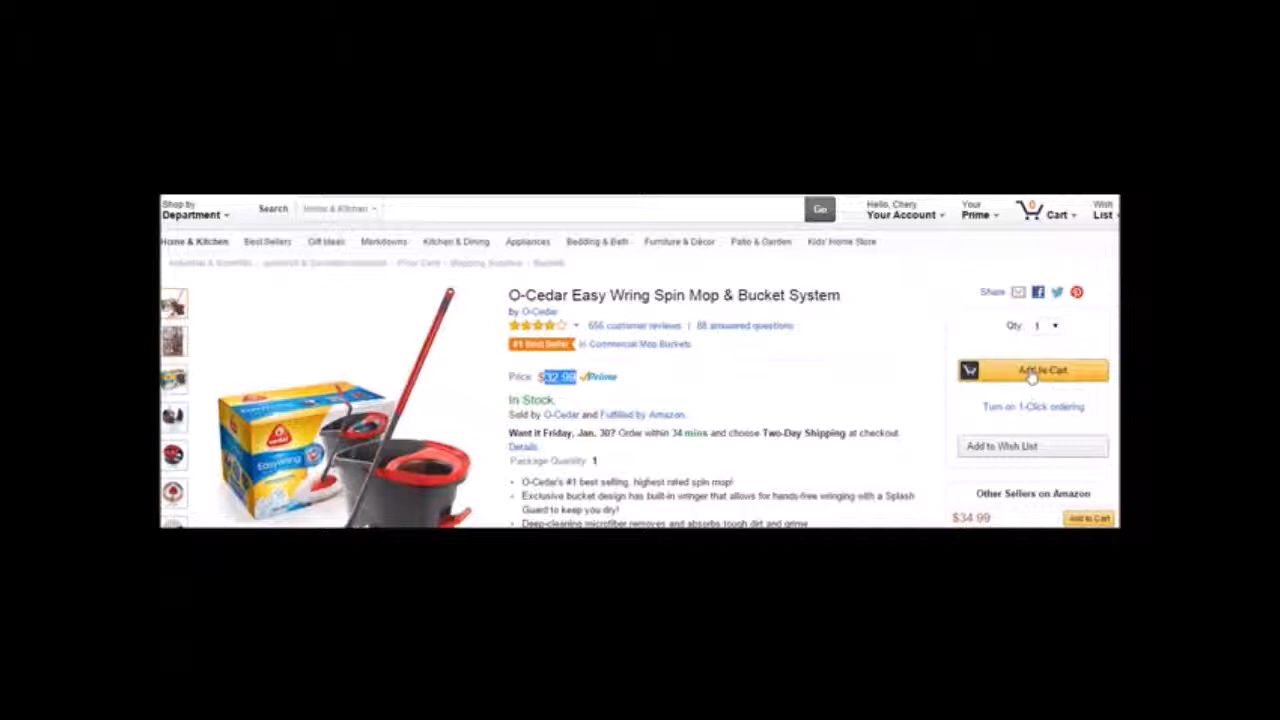 Shop by
Department
Search
Home & Kitchen
Go
Hello, Chery
Your Account
Your
Prime
0
Cart
Wish
List
Home & Kitchen
Best Sellers
Gift Ideas
Markdowns
Kitchen & Dining
Appliances
Bedding & Bath
Furniture & Décor
Patio & Garden
Kids' Home Store
O-Cedar Easy Wring Spin Mop & Bucket System
by O-Cedar
656 customer reviews | 88 answered questions
#1 Best Seller in Commercial Mop Buckets
Price: $32.99 Prime
In Stock.
Sold by O-Cedar and Fulfilled by Amazon.
Want it Friday, Jan. 30? Order within 34 mins and choose Two-Day Shipping at checkout.
Details
Package Quantity: 1
• O-Cedar's #1 best selling, highest rated spin mop!
• Exclusive bucket design has built-in wringer that allows for hands-free wringing with a Splash
Guard to keep you dry!
• Deep-cleaning microfiber removes and absorbs tough dirt and grime
Share
Qty: 1
Add to Cart
Turn on 1-Click ordering
Add to Wish List
Other Sellers on Amazon
$34.99
Add to Cart
O
cedar
EasyWring